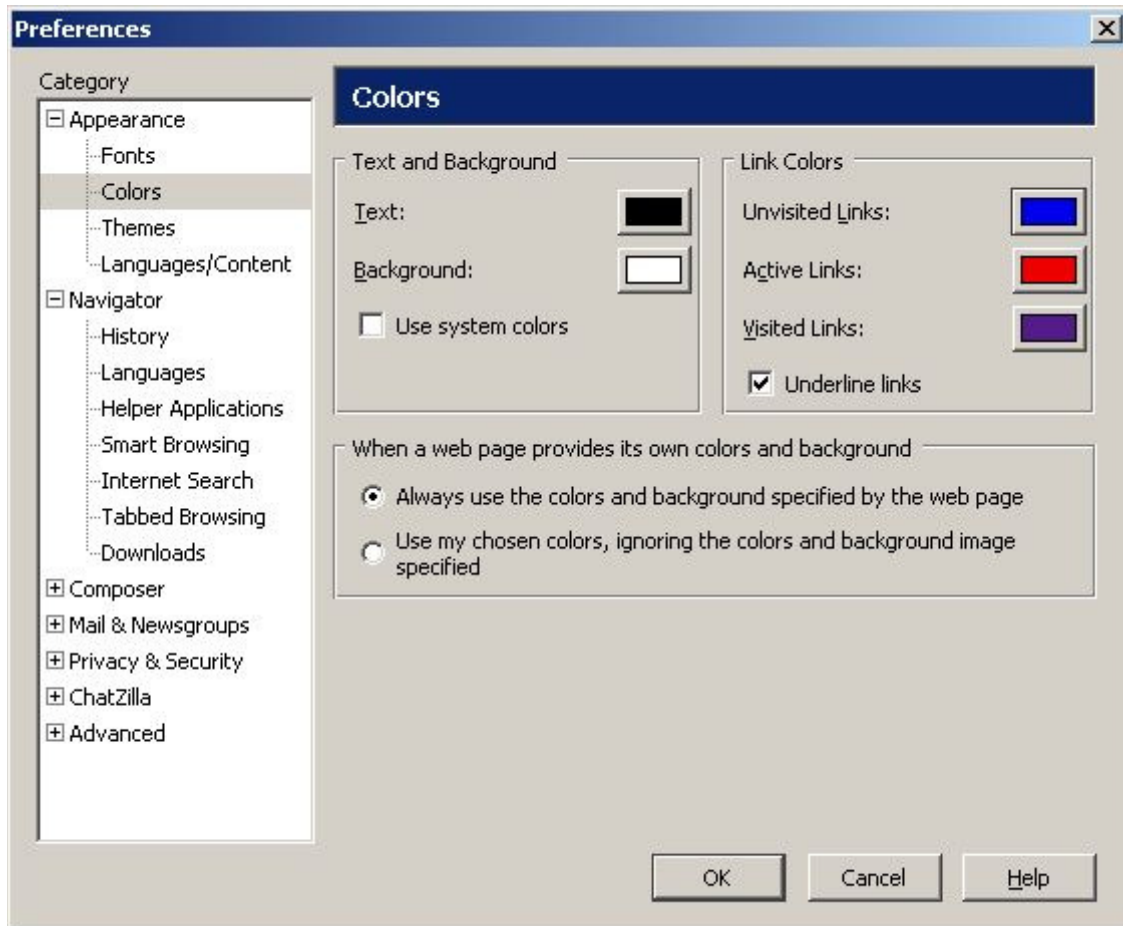 Preferences
Category
Appearance
Fonts
Colors
Themes
Languages/Content
Navigator
History
Languages
Helper Applications
Smart Browsing
Internet Search
Tabbed Browsing
Downloads
Composer
Mail & Newsgroups
Privacy & Security
ChatZilla
Advanced
Colors
Text and Background
Text:
Background:
Use system colors
Link Colors
Unvisited Links:
Active Links:
Visited Links:
Underline links
When a web page provides its own colors and background
Always use the colors and background specified by the web page
Use my chosen colors, ignoring the colors and background image
specified
OK
Cancel
Help